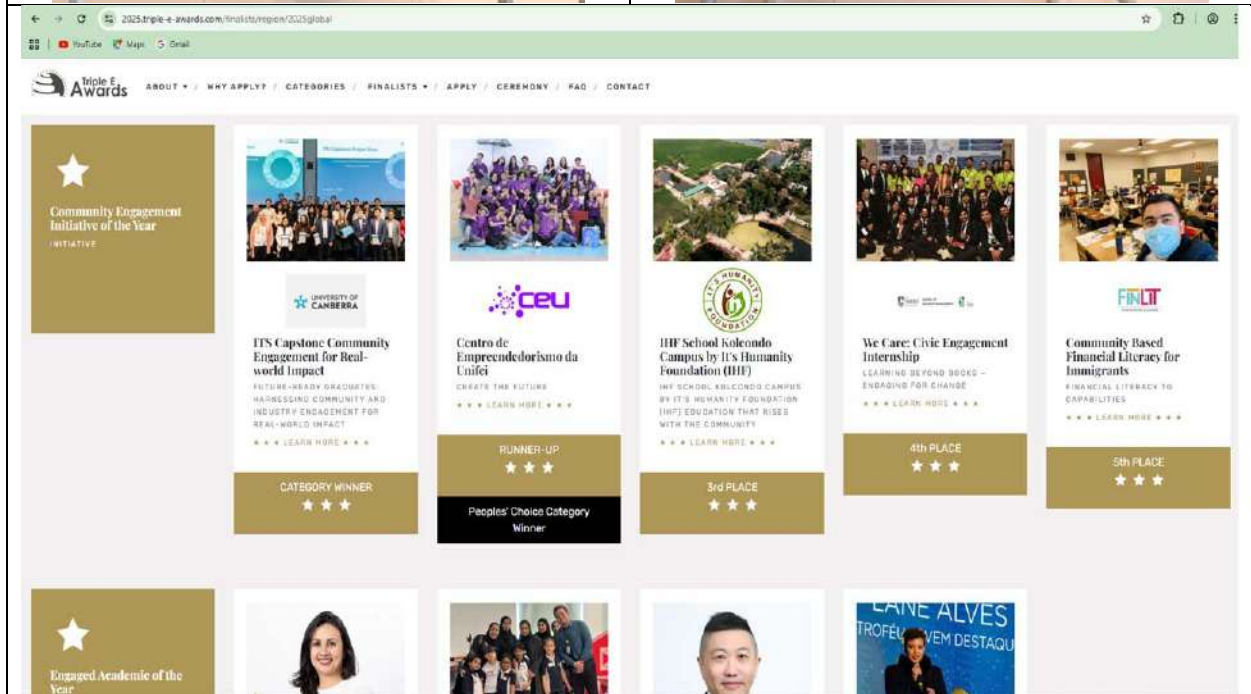 2025.triple-e-awards.com/finalists/region/2025global
YouTube Maps Gmail
Triple E
Awards
ABOUT / WHY APPLY? / CATEGORIES / FINALISTS / APPLY / CEREMONY / FAQ / CONTACT
Community Engagement
Initiative of the Year
INITIATIVE
UNIVERSITY OF
CANBERRA
ITS Capstone Community
Engagement for Real-
world Impact
FUTURE-READY GRADUATES:
HARNESSING COMMUNITY AND
INDUSTRY ENGAGEMENT FOR
REAL-WORLD IMPACT
LEARN MORE
CATEGORY WINNER
ceu
Centro de
Empreendedorismo da
Unifei
CREATE THE FUTURE
LEARN MORE
RUNNER-UP
Peoples' Choice Category
Winner
IT'S HUMANITY
FOUNDATION
IHF School Kolcondo
Campus by It's Humanity
Foundation (IHF)
IHF SCHOOL KOLCONDO CAMPUS
BY IT'S HUMANITY FOUNDATION
(IHF) EDUCATION THAT RISES
WITH THE COMMUNITY
LEARN MORE
3rd PLACE
We Care: Civic Engagement
Internship
LEARNING BEYOND BOOKS –
ENGAGING FOR CHANGE
LEARN MORE
4th PLACE
FINLIT
Community Based
Financial Literacy for
Immigrants
FINANCIAL LITERACY TO
CAPABILITIES
LEARN MORE
5th PLACE
Engaged Academic of the
Year
LANE ALVES